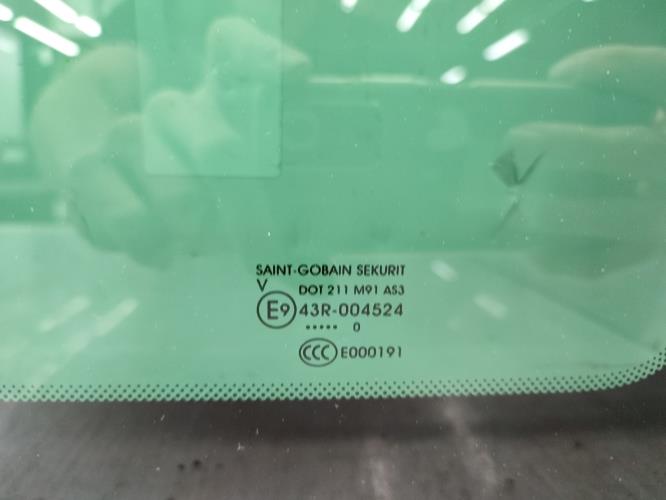 SAINT-GOBAIN SEKURIT
V DOT 211 M91 AS3
E9 43R-004524
••••• 0
CCC E000191